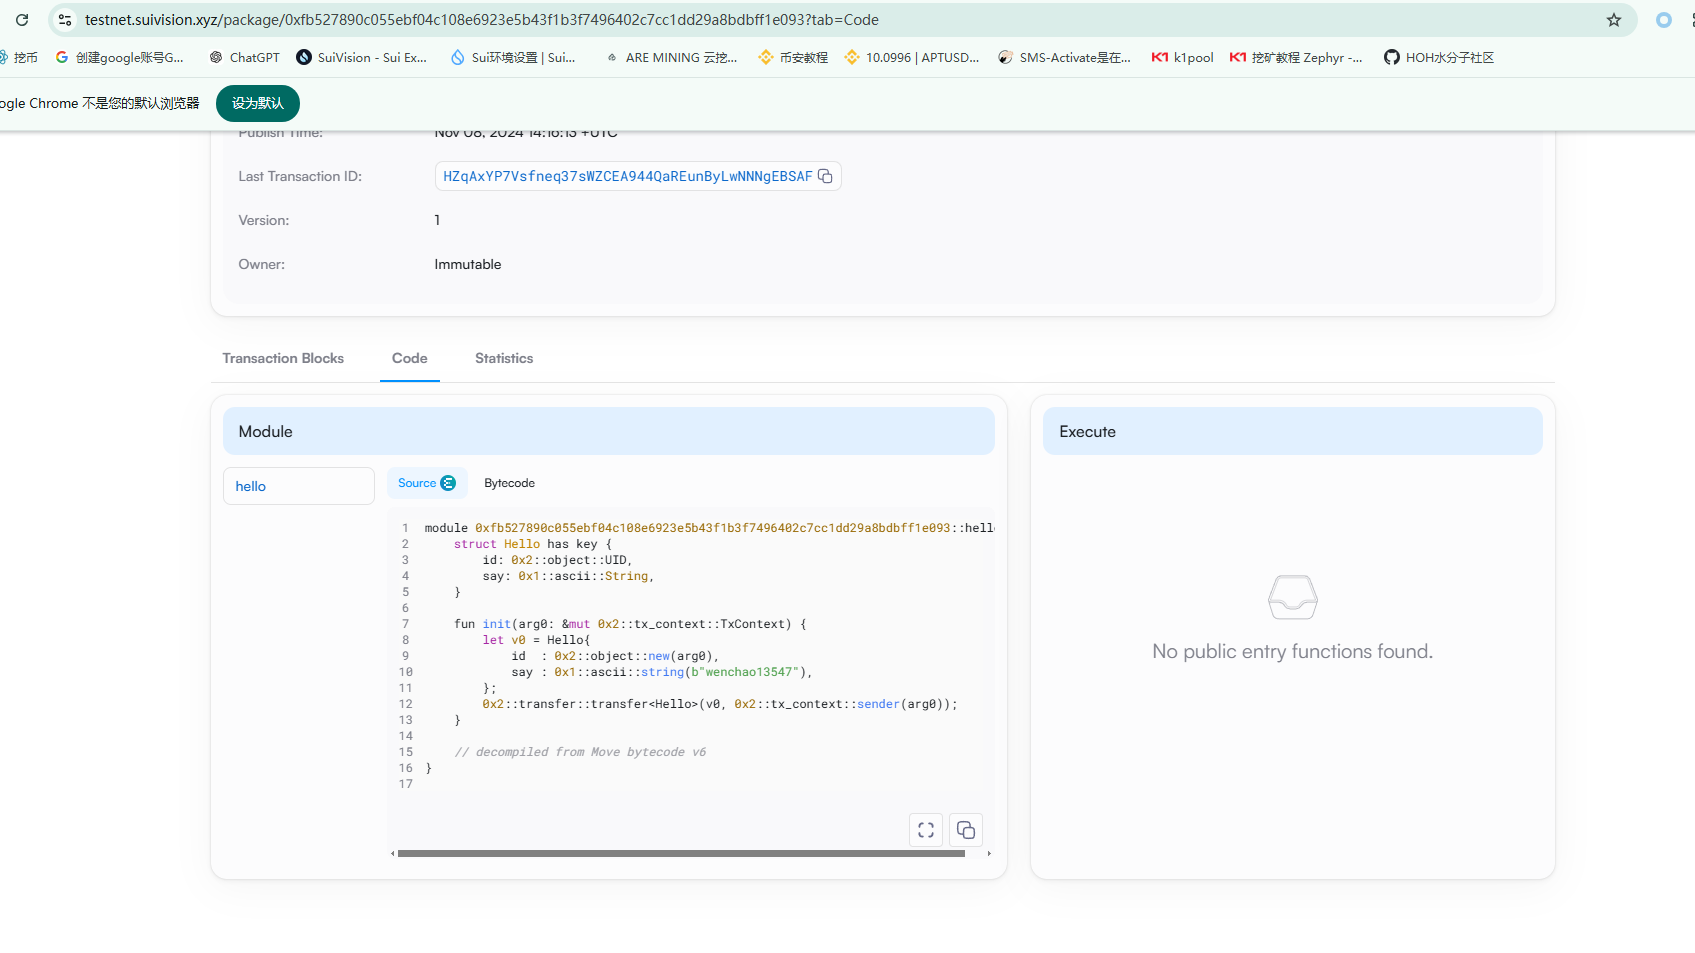 testnet.suivision.xyz/package/0xfb527890c055ebf04c108e6923e5b43f1b3f7496402c7cc1dd29a8bdbff1e093?tab=Code
挖币 创建google账号G... ChatGPT SuiVision - Sui Ex... Sui环境设置 | Sui... ARE MINING 云挖... 币安教程 10.0996 | APTUSD... SMS-Activate是在... K1 k1pool K1 挖矿教程 Zephyr -... HOH水分子社区
ogle Chrome 不是您的默认浏览器 设为默认
Publish Time: Nov 08, 2024 14:16:13 +UTC
Last Transaction ID: HZqAxYP7Vsfneq37sWZCEA944QaREunByLwNNNgEBSAF
Version: 1
Owner: Immutable
Transaction Blocks Code Statistics
Module
hello
Source Bytecode
1 module 0xfb527890c055ebf04c108e6923e5b43f1b3f7496402c7cc1dd29a8bdbff1e093::hello
2 struct Hello has key {
3 id: 0x2::object::UID,
4 say: 0x1::ascii::String,
5 }
6
7 fun init(arg0: &mut 0x2::tx_context::TxContext) {
8 let v0 = Hello{
9 id  : 0x2::object::new(arg0),
10 say : 0x1::ascii::string(b"wenchao13547"),
11 };
12 0x2::transfer::transfer<Hello>(v0, 0x2::tx_context::sender(arg0));
13 }
14
15 // decompiled from Move bytecode v6
16 }
17
Execute
No public entry functions found.